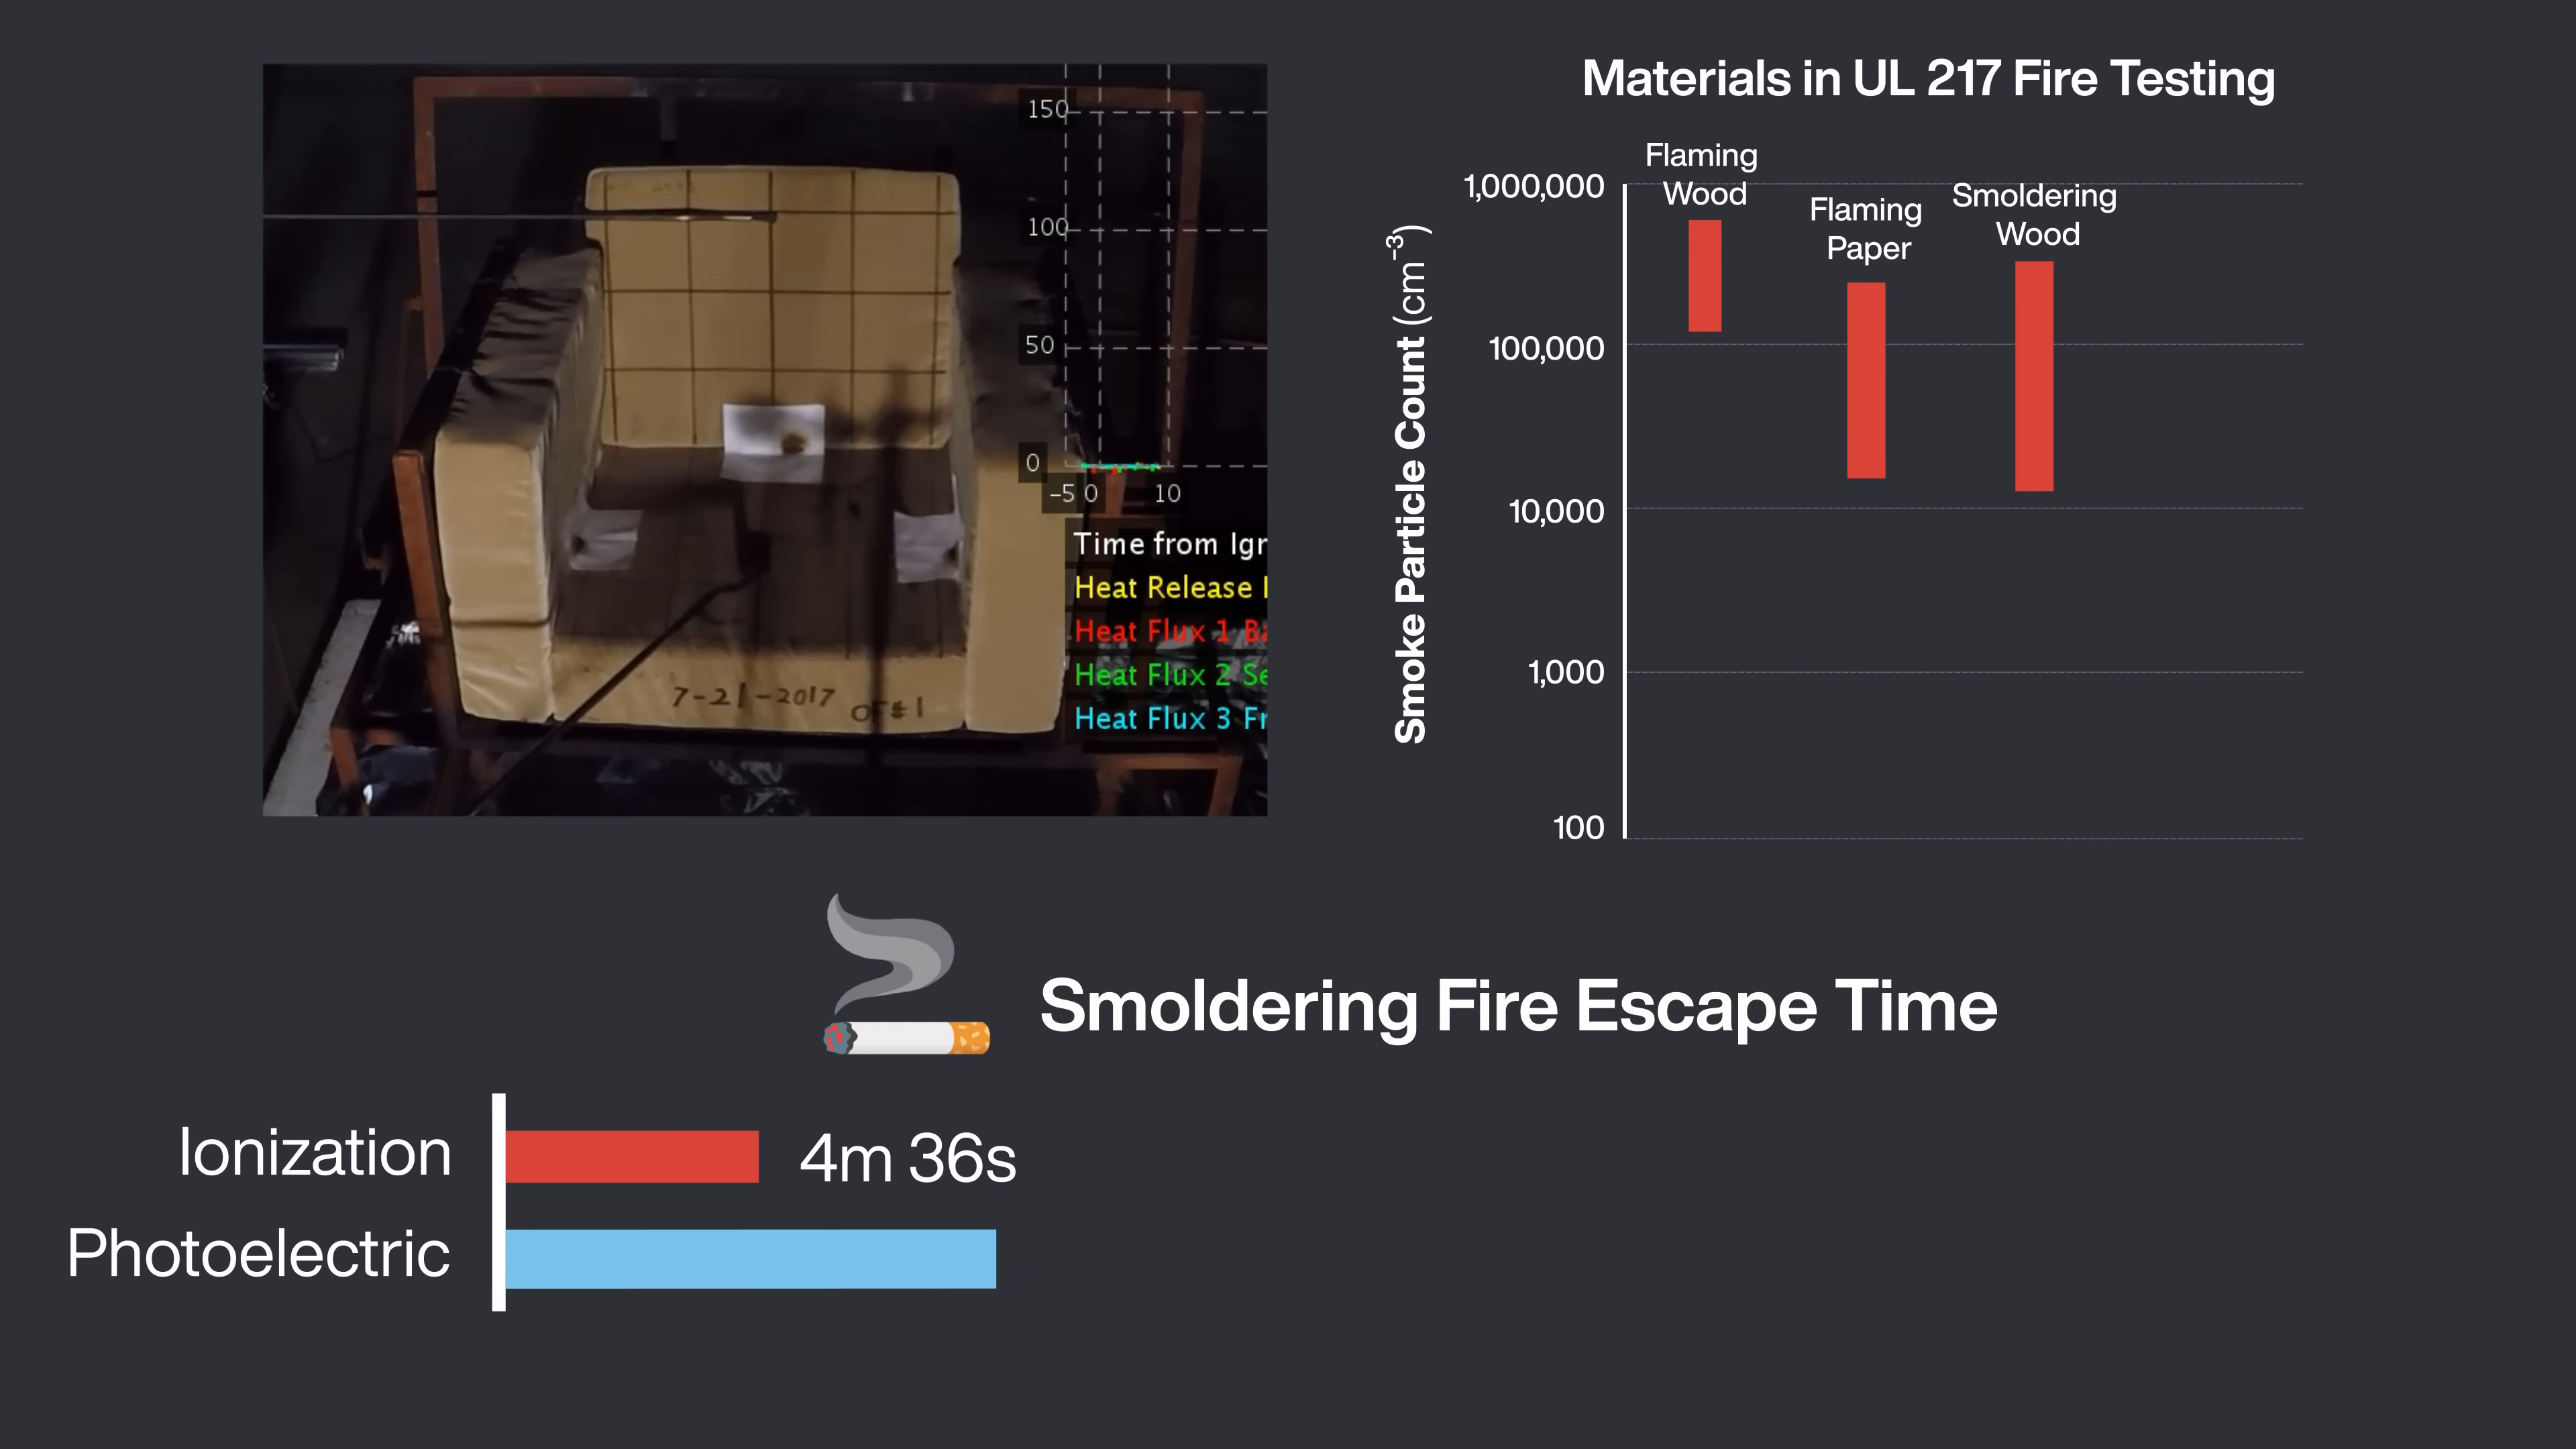 150
100
50
0
-5 0 10
Time from Igr
Heat Release
Heat Flux 1 Ba
Heat Flux 2 Se
Heat Flux 3 Fr
7-21-2017 OF#1
Materials in UL 217 Fire Testing
Smoke Particle Count (cm⁻³)
1,000,000
100,000
10,000
1,000
100
Flaming
Wood
Flaming
Paper
Smoldering
Wood
Smoldering Fire Escape Time
Ionization 4m 36s
Photoelectric